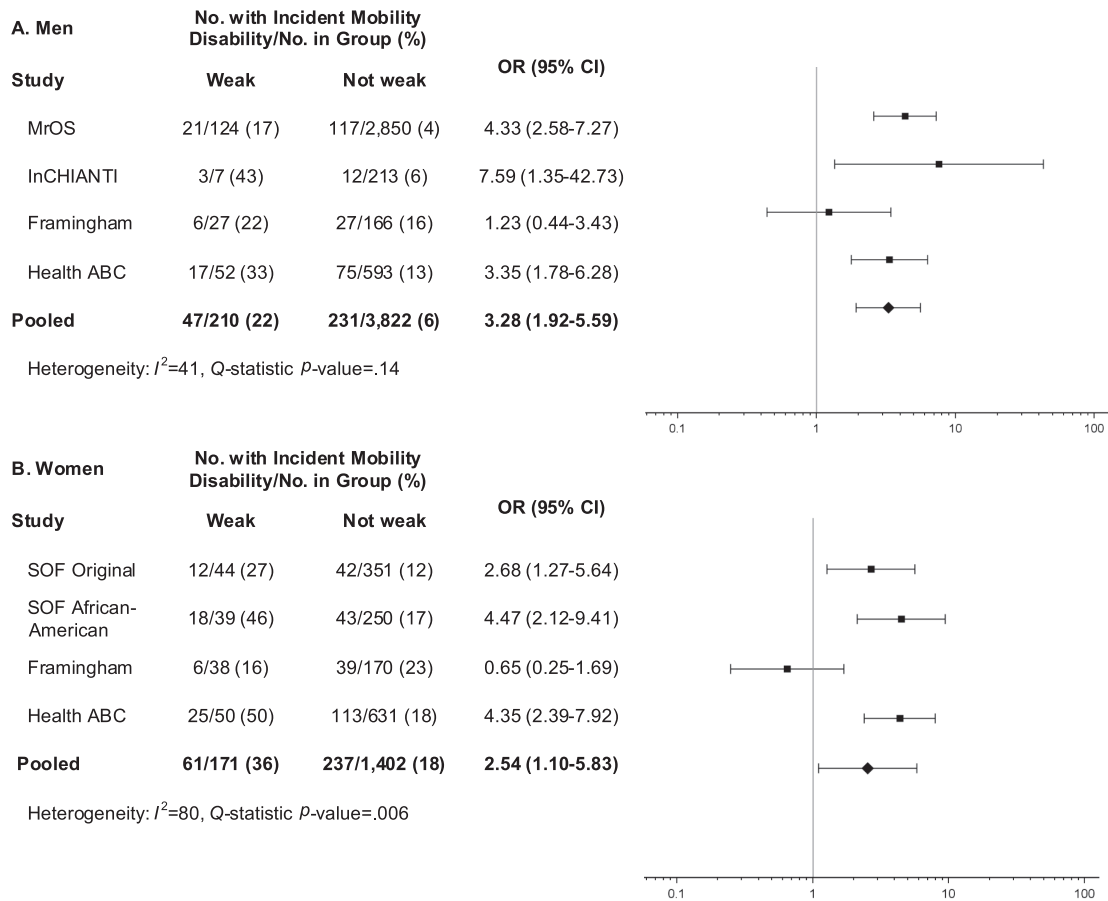 A. Men
No. with Incident Mobility
Disability/No. in Group (%)
OR (95% CI)
Study Weak Not weak
MrOS 21/124 (17) 117/2,850 (4) 4.33 (2.58-7.27)
InCHIANTI 3/7 (43) 12/213 (6) 7.59 (1.35-42.73)
Framingham 6/27 (22) 27/166 (16) 1.23 (0.44-3.43)
Health ABC 17/52 (33) 75/593 (13) 3.35 (1.78-6.28)
Pooled 47/210 (22) 231/3,822 (6) 3.28 (1.92-5.59)
Heterogeneity: I²=41, Q-statistic p-value=.14
0.1 1 10 100
B. Women
No. with Incident Mobility
Disability/No. in Group (%)
OR (95% CI)
Study Weak Not weak
SOF Original 12/44 (27) 42/351 (12) 2.68 (1.27-5.64)
SOF African-
American 18/39 (46) 43/250 (17) 4.47 (2.12-9.41)
Framingham 6/38 (16) 39/170 (23) 0.65 (0.25-1.69)
Health ABC 25/50 (50) 113/631 (18) 4.35 (2.39-7.92)
Pooled 61/171 (36) 237/1,402 (18) 2.54 (1.10-5.83)
Heterogeneity: I²=80, Q-statistic p-value=.006
0.1 1 10 100